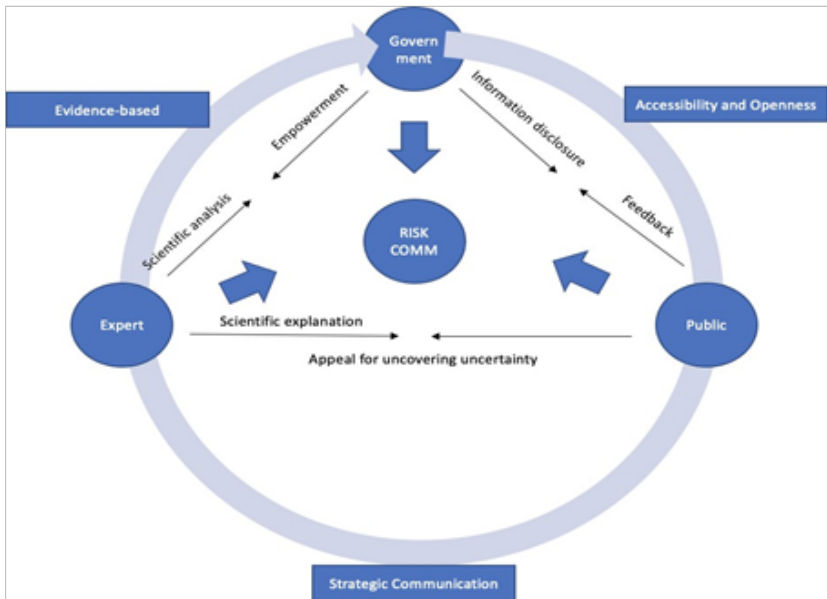 Govern
ment
Evidence-based
Accessibility and Openness
Empowerment
Information disclosure
Scientific analysis
Feedback
RISK
COMM
Expert
Scientific explanation
Public
Appeal for uncovering uncertainty
Strategic Communication